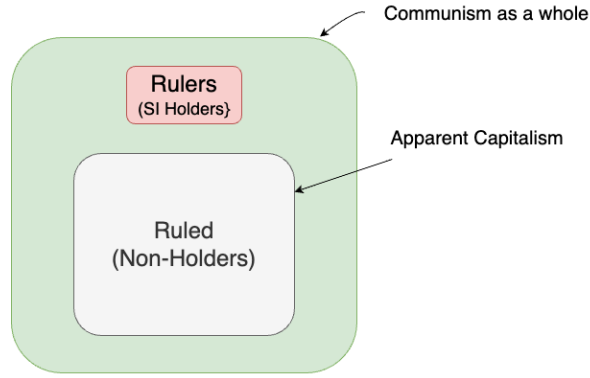 Communism as a whole
Rulers
(SI Holders}
Apparent Capitalism
Ruled
(Non-Holders)